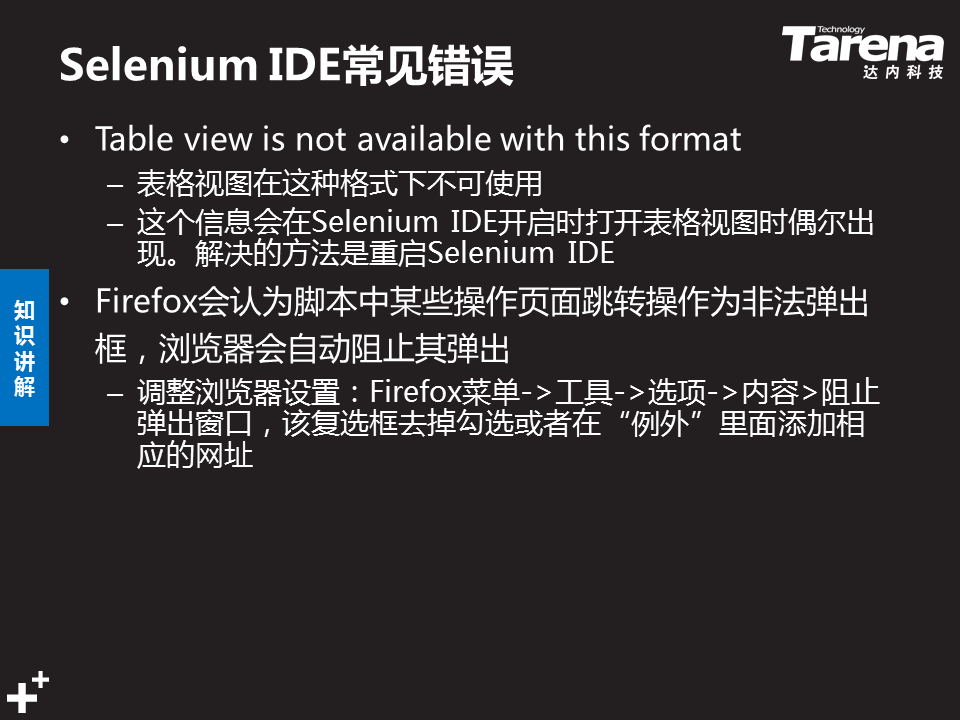 Selenium IDE常见错误
Technology
Tarena
达内科技
• Table view is not available with this format
– 表格视图在这种格式下不可使用
– 这个信息会在Selenium IDE开启时打开表格视图时偶尔出
现。解决的方法是重启Selenium IDE
知
识
讲
解
• Firefox会认为脚本中某些操作页面跳转操作为非法弹出
框，浏览器会自动阻止其弹出
– 调整浏览器设置：Firefox菜单->工具->选项->内容>阻止
弹出窗口，该复选框去掉勾选或者在“例外”里面添加相
应的网址